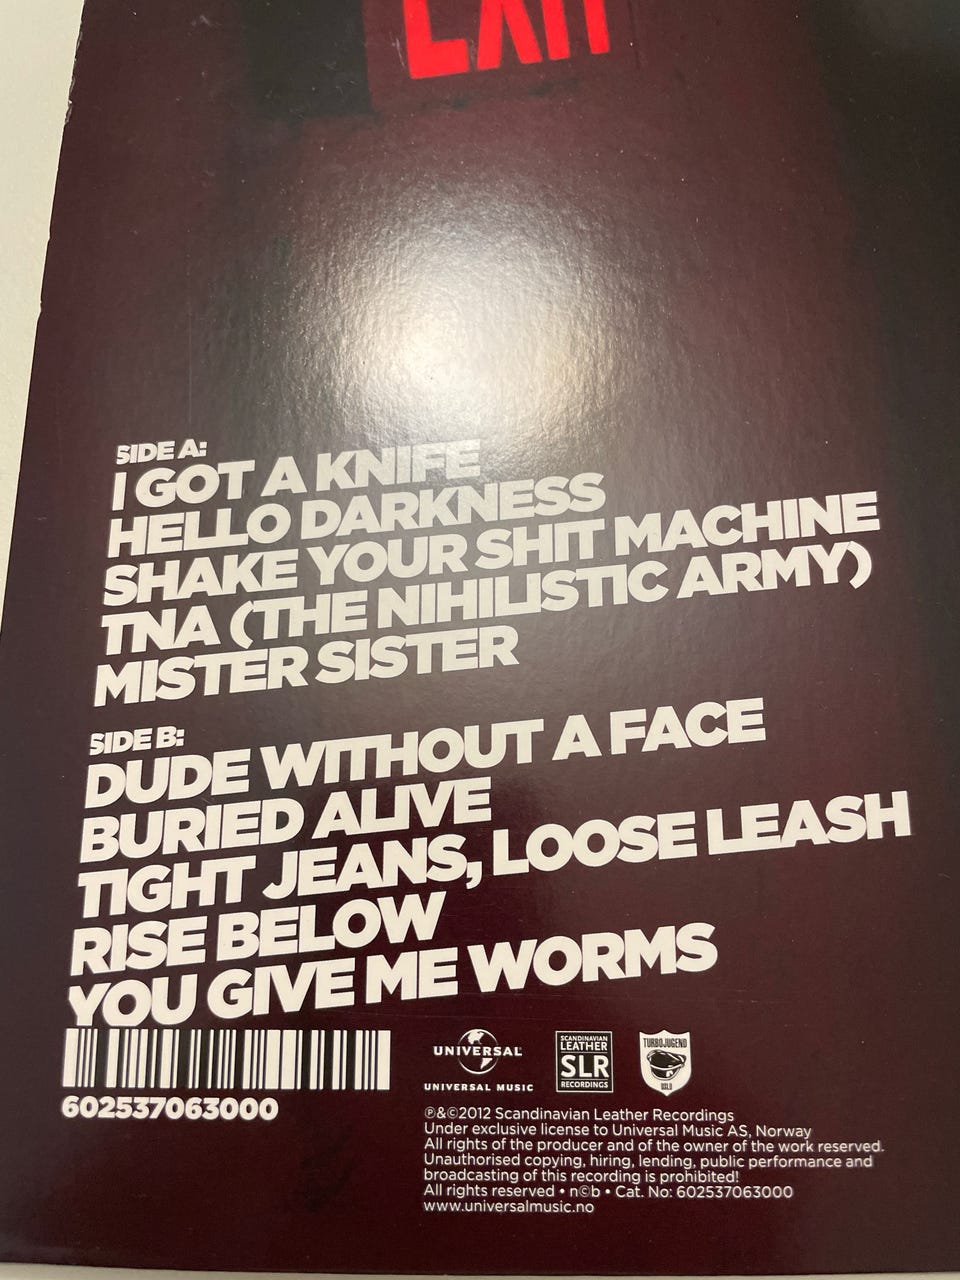 EXIT
SIDE A:
I GOT A KNIFE
HELLO DARKNESS
SHAKE YOUR SHIT MACHINE
TNA (THE NIHILISTIC ARMY)
MISTER SISTER
SIDE B:
DUDE WITHOUT A FACE
BURIED ALIVE
TIGHT JEANS, LOOSE LEASH
RISE BELOW
YOU GIVE ME WORMS
602537063000
UNIVERSAL
UNIVERSAL MUSIC
SCANDINAVIAN
LEATHER
SLR
RECORDINGS
TURBOJUGEND
OSLO
℗&©2012 Scandinavian Leather Recordings
Under exclusive license to Universal Music AS, Norway
All rights of the producer and of the owner of the work reserved.
Unauthorised copying, hiring, lending, public performance and
broadcasting of this recording is prohibited!
All rights reserved • n©b • Cat. No: 602537063000
www.universalmusic.no